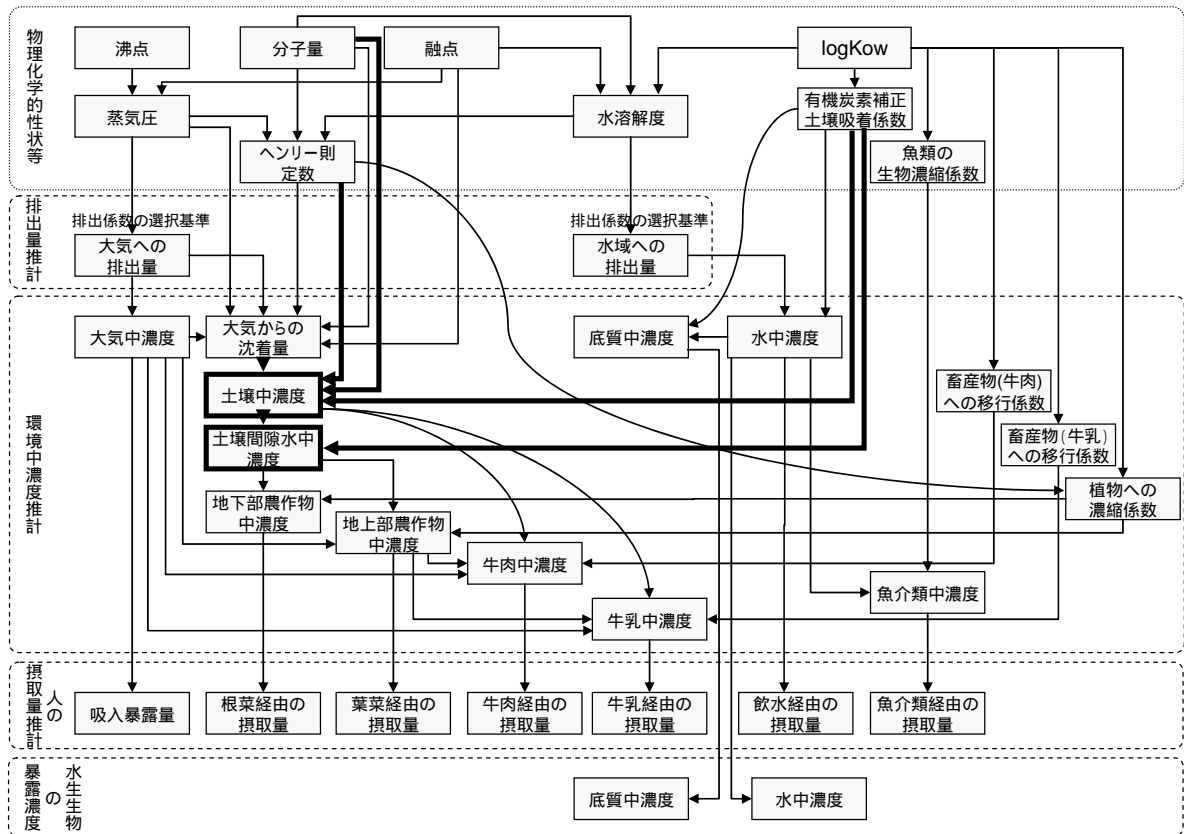 物理化学的性状等
沸点
分子量
融点
logKow
蒸気圧
水溶解度
有機炭素補正
土壌吸着係数
ヘンリー則
定数
魚類の
生物濃縮係数
排出量推計
排出係数の選択基準
大気への
排出量
排出係数の選択基準
水域への
排出量
環境中濃度推計
大気中濃度
大気からの
沈着量
底質中濃度
水中濃度
土壌中濃度
畜産物(牛肉)
への移行係数
土壌間隙水中
濃度
畜産物(牛乳)
への移行係数
地下部農作物
中濃度
植物への
濃縮係数
地上部農作物
中濃度
牛肉中濃度
魚介類中濃度
牛乳中濃度
人の
摂取量推計
吸入暴露量
根菜経由の
摂取量
葉菜経由の
摂取量
牛肉経由の
摂取量
牛乳経由の
摂取量
飲水経由の
摂取量
魚介類経由の
摂取量
水生生物
の
暴露濃度
底質中濃度
水中濃度